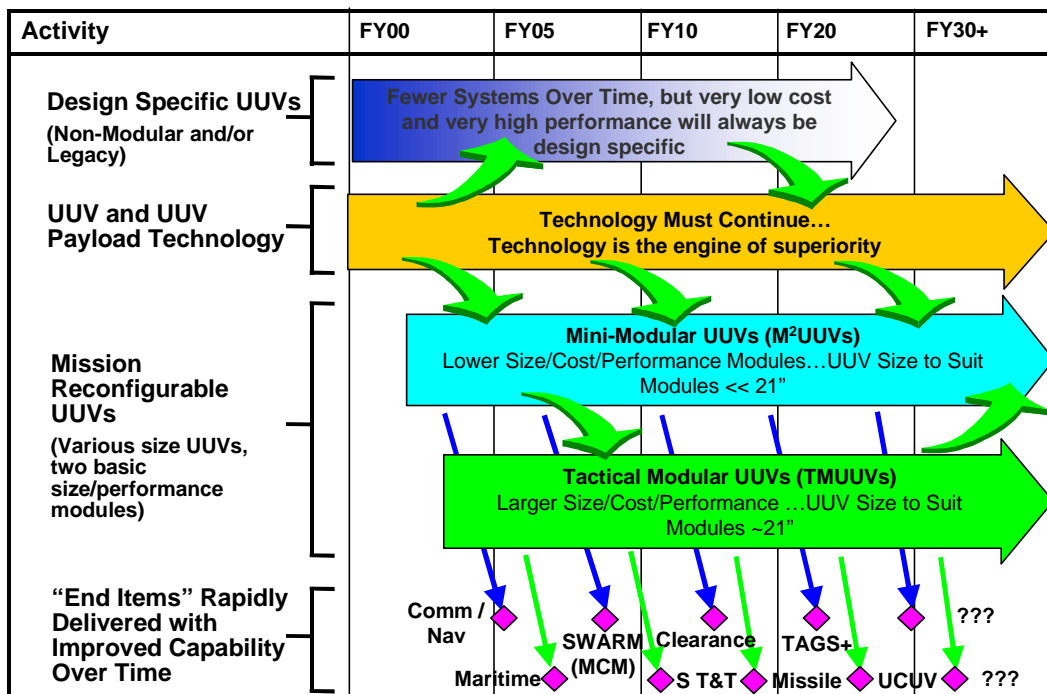 Activity
FY00
FY05
FY10
FY20
FY30+
Design Specific UUVs
(Non-Modular and/or
Legacy)
Fewer Systems Over Time, but very low cost
and very high performance will always be
design specific
UUV and UUV
Payload Technology
Technology Must Continue…
Technology is the engine of superiority
Mission
Reconfigurable
UUVs
(Various size UUVs,
two basic
size/performance
modules)
Mini-Modular UUVs (M²UUVs)
Lower Size/Cost/Performance Modules…UUV Size to Suit
Modules << 21”
Tactical Modular UUVs (TMUUVs)
Larger Size/Cost/Performance …UUV Size to Suit
Modules ~21”
“End Items” Rapidly
Delivered with
Improved Capability
Over Time
Comm /
Nav
SWARM
(MCM)
Clearance
TAGS+
???
Maritime
S T&T
Missile
UCUV
???